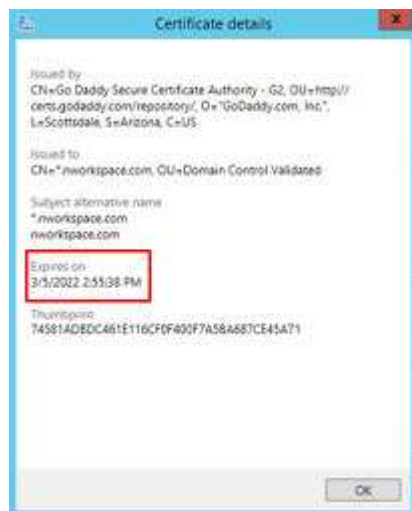 Certificate details
Issued by
CN=Go Daddy Secure Certificate Authority - G2, OU=http://
certs.godaddy.com/repository/, O="GoDaddy.com, Inc.",
L=Scottsdale, S=Arizona, C=US
Issued to
CN=*.nworkspace.com, OU=Domain Control Validated
Subject alternative name
*.nworkspace.com
nworkspace.com
Expires on
3/5/2022 2:55:38 PM
Thumbprint
OK